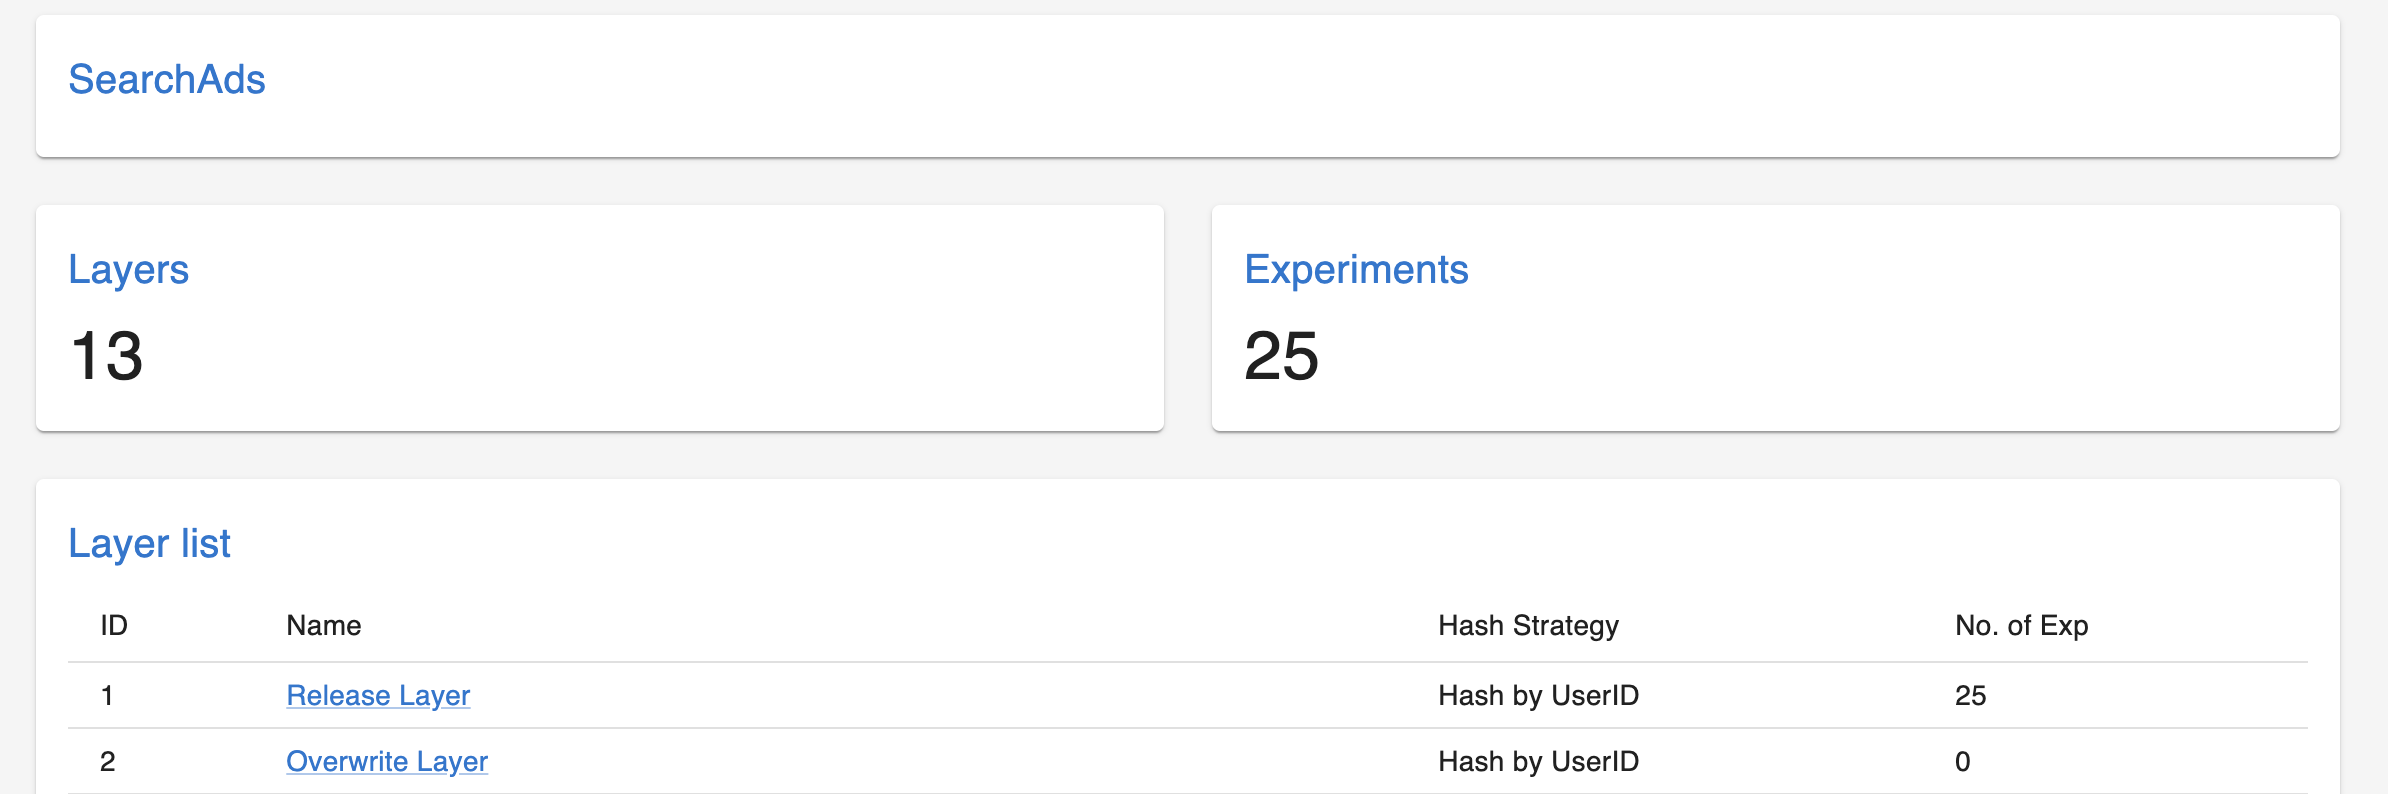 SearchAds
Layers
13
Experiments
25
Layer list
ID Name Hash Strategy No. of Exp
1 Release Layer Hash by UserID 25
2 Overwrite Layer Hash by UserID 0